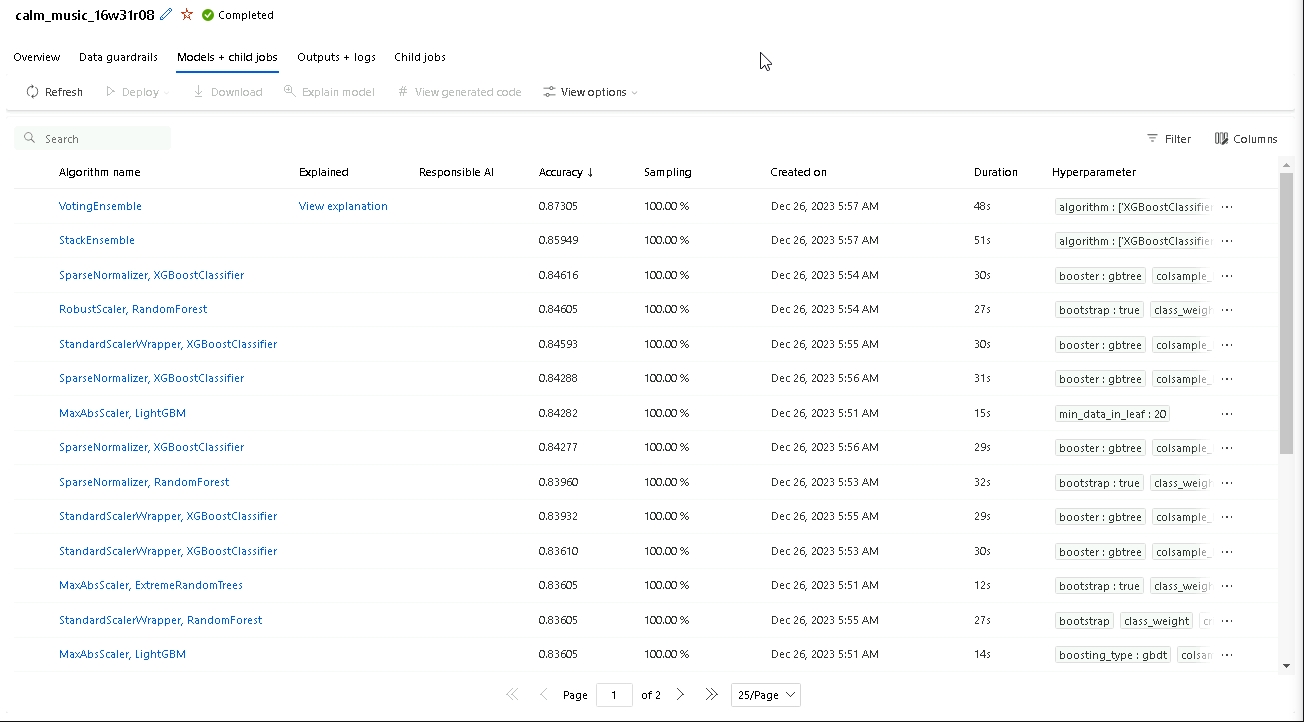 calm_music_16w31r08 Completed
Overview Data guardrails Models + child jobs Outputs + logs Child jobs
Refresh Deploy Download Explain model # View generated code View options
Search Filter Columns
Algorithm name Explained Responsible AI Accuracy ↓ Sampling Created on Duration Hyperparameter
VotingEnsemble View explanation 0.87305 100.00 % Dec 26, 2023 5:57 AM 48s algorithm : ['XGBoostClassifier ...
StackEnsemble 0.85949 100.00 % Dec 26, 2023 5:57 AM 51s algorithm : ['XGBoostClassifier ...
SparseNormalizer, XGBoostClassifier 0.84616 100.00 % Dec 26, 2023 5:54 AM 30s booster : gbtree colsample_ ...
RobustScaler, RandomForest 0.84605 100.00 % Dec 26, 2023 5:54 AM 27s bootstrap : true class_weigh ...
StandardScalerWrapper, XGBoostClassifier 0.84593 100.00 % Dec 26, 2023 5:55 AM 30s booster : gbtree colsample_ ...
SparseNormalizer, XGBoostClassifier 0.84288 100.00 % Dec 26, 2023 5:56 AM 31s booster : gbtree colsample_ ...
MaxAbsScaler, LightGBM 0.84282 100.00 % Dec 26, 2023 5:51 AM 15s min_data_in_leaf : 20 ...
SparseNormalizer, XGBoostClassifier 0.84277 100.00 % Dec 26, 2023 5:56 AM 29s booster : gbtree colsample_ ...
SparseNormalizer, RandomForest 0.83960 100.00 % Dec 26, 2023 5:53 AM 32s bootstrap : true class_weig ...
StandardScalerWrapper, XGBoostClassifier 0.83932 100.00 % Dec 26, 2023 5:55 AM 29s booster : gbtree colsample_ ...
StandardScalerWrapper, XGBoostClassifier 0.83610 100.00 % Dec 26, 2023 5:53 AM 30s booster : gbtree colsample_ ...
MaxAbsScaler, ExtremeRandomTrees 0.83605 100.00 % Dec 26, 2023 5:51 AM 12s bootstrap : true class_weigh ...
StandardScalerWrapper, RandomForest 0.83605 100.00 % Dec 26, 2023 5:55 AM 27s bootstrap class_weight cr ...
MaxAbsScaler, LightGBM 0.83605 100.00 % Dec 26, 2023 5:51 AM 14s boosting_type : gbdt colsan ...
Page 1 of 2 25/Page